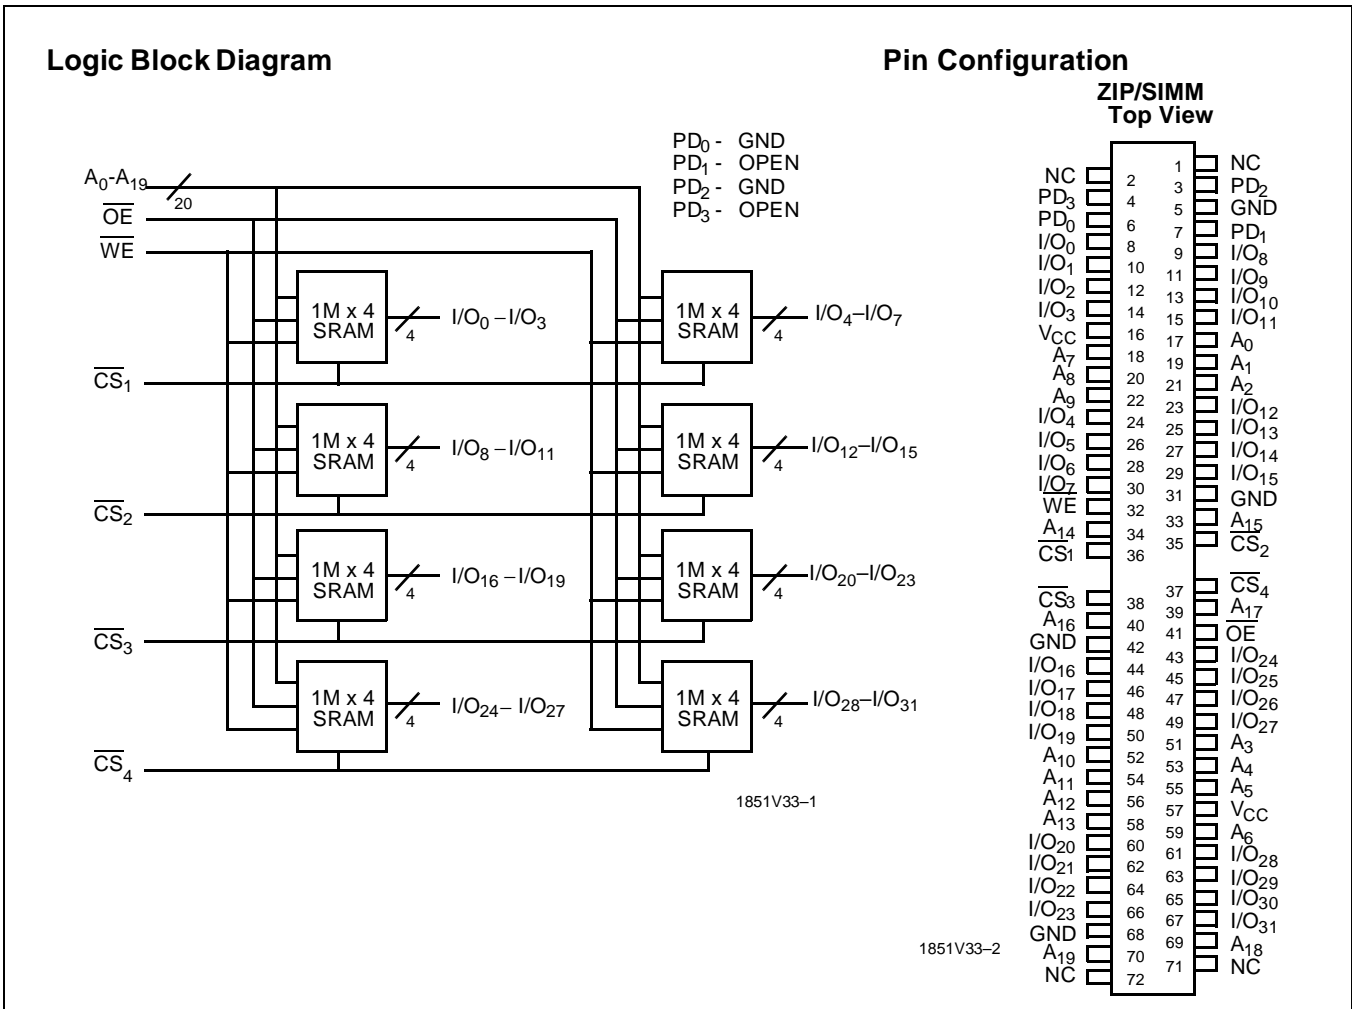 Logic Block Diagram
A0-A19
20
OE
WE
PD0 - GND
PD1 - OPEN
PD2 - GND
PD3 - OPEN
1M x 4
SRAM
4
I/O0 – I/O3
1M x 4
SRAM
4
I/O4–I/O7
CS1
1M x 4
SRAM
4
I/O8 – I/O11
1M x 4
SRAM
4
I/O12–I/O15
CS2
1M x 4
SRAM
4
I/O16 – I/O19
1M x 4
SRAM
4
I/O20–I/O23
CS3
1M x 4
SRAM
4
I/O24– I/O27
1M x 4
SRAM
4
I/O28–I/O31
CS4
1851V33–1
Pin Configuration
ZIP/SIMM
Top View
1 NC
NC 2
3 PD2
PD3 4
5 GND
PD0 6
7 PD1
I/O0 8
9 I/O8
I/O1 10
11 I/O9
I/O2 12
13 I/O10
I/O3 14
15 I/O11
VCC 16
17 A0
A7 18
19 A1
A8 20
21 A2
A9 22
23 I/O12
I/O4 24
25 I/O13
I/O5 26
27 I/O14
I/O6 28
29 I/O15
I/O7 30
31 GND
WE 32
33 A15
A14 34
35 CS2
CS1 36
37 CS4
CS3 38
39 A17
A16 40
41 OE
GND 42
43 I/O24
I/O16 44
45 I/O25
I/O17 46
47 I/O26
I/O18 48
49 I/O27
I/O19 50
51 A3
A10 52
53 A4
A11 54
55 A5
A12 56
57 VCC
A13 58
59 A6
I/O20 60
61 I/O28
I/O21 62
63 I/O29
I/O22 64
65 I/O30
I/O23 66
67 I/O31
GND 68
69 A18
A19 70
71 NC
NC 72
1851V33–2